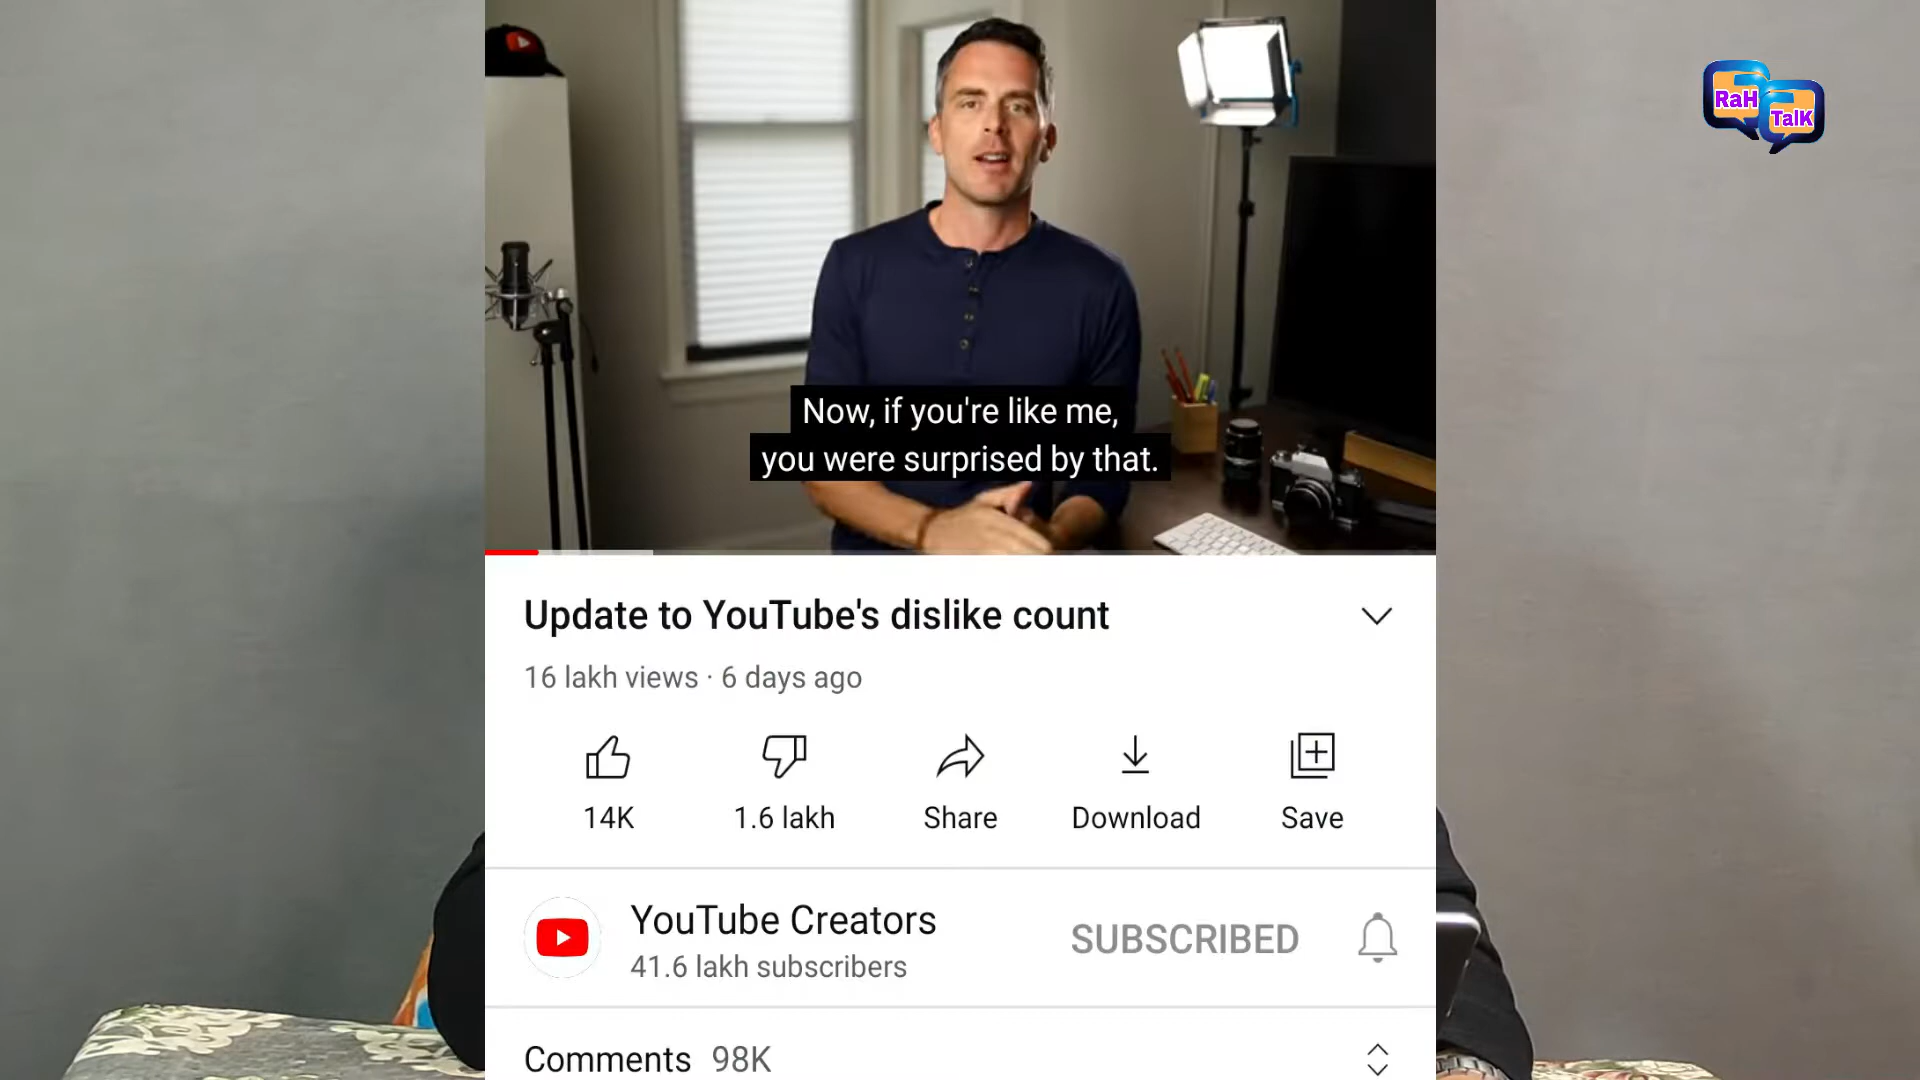 RaH
TalK
Now, if you're like me,
you were surprised by that.
Update to YouTube's dislike count
16 lakh views · 6 days ago
14K
1.6 lakh
Share
Download
Save
YouTube Creators
41.6 lakh subscribers
SUBSCRIBED
Comments 98K